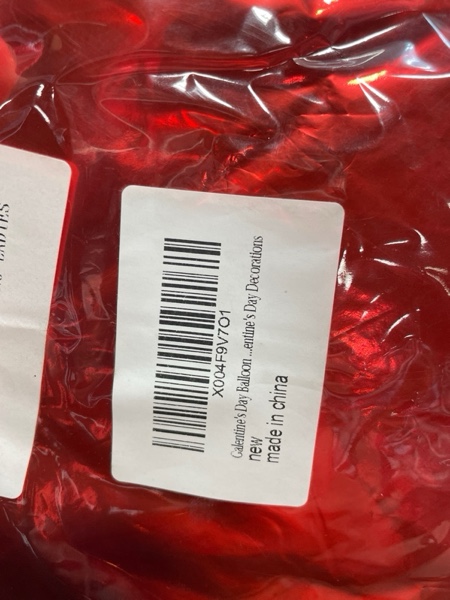 X004F9V7O1
Galentine's Day Balloon ...entine's Day Decorations
new
made in china